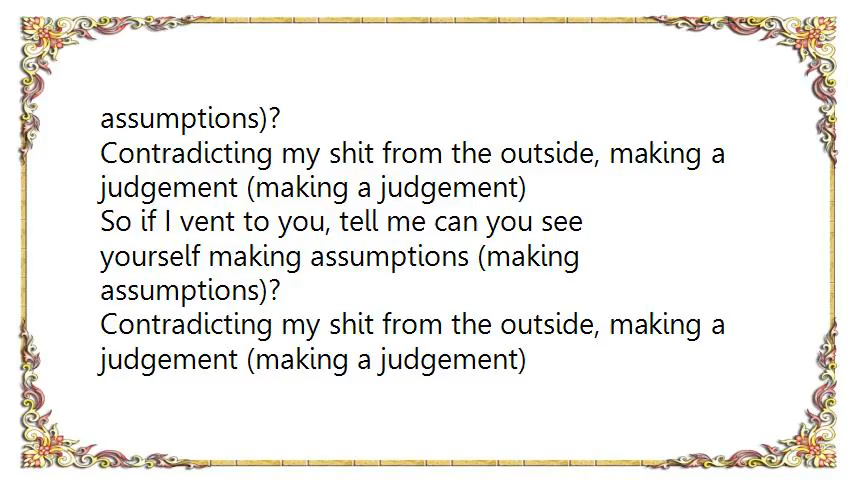 assumptions)?
Contradicting my shit from the outside, making a
judgement (making a judgement)
So if I vent to you, tell me can you see
yourself making assumptions (making
assumptions)?
Contradicting my shit from the outside, making a
judgement (making a judgement)